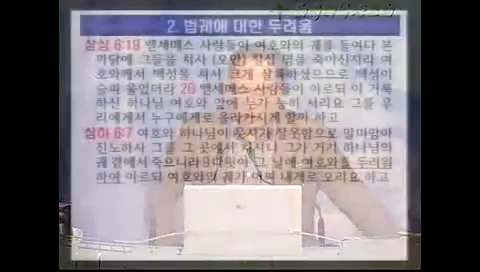 2. 법궤에 대한 두려움
삼상 6:19 벧세메스 사람들이 여호와의 궤를 들여다 본
까닭에 그들을 쳐서 (오만) 칠십 명을 죽이신지라 여
호와께서 백성을 쳐서 크게 살륙하셨으므로 백성이
슬피 울었더라 20 벧세메스 사람들이 이르되 이 거룩
하신 하나님 여호와 앞에 누가 능히 서리요 그를 우
리에게서 누구에게로 올라가시게 할까 하고
삼하 6:7 여호와 하나님이 웃사가 잘못함으로 말미암아
진노하사 그를 그 곳에서 치시니 그가 거기 하나님의
궤 곁에서 죽으니라 9 다윗이 그 날에 여호와를 두려워
하여 이르되 여호와의 궤가 어찌 내게로 오리요 하고